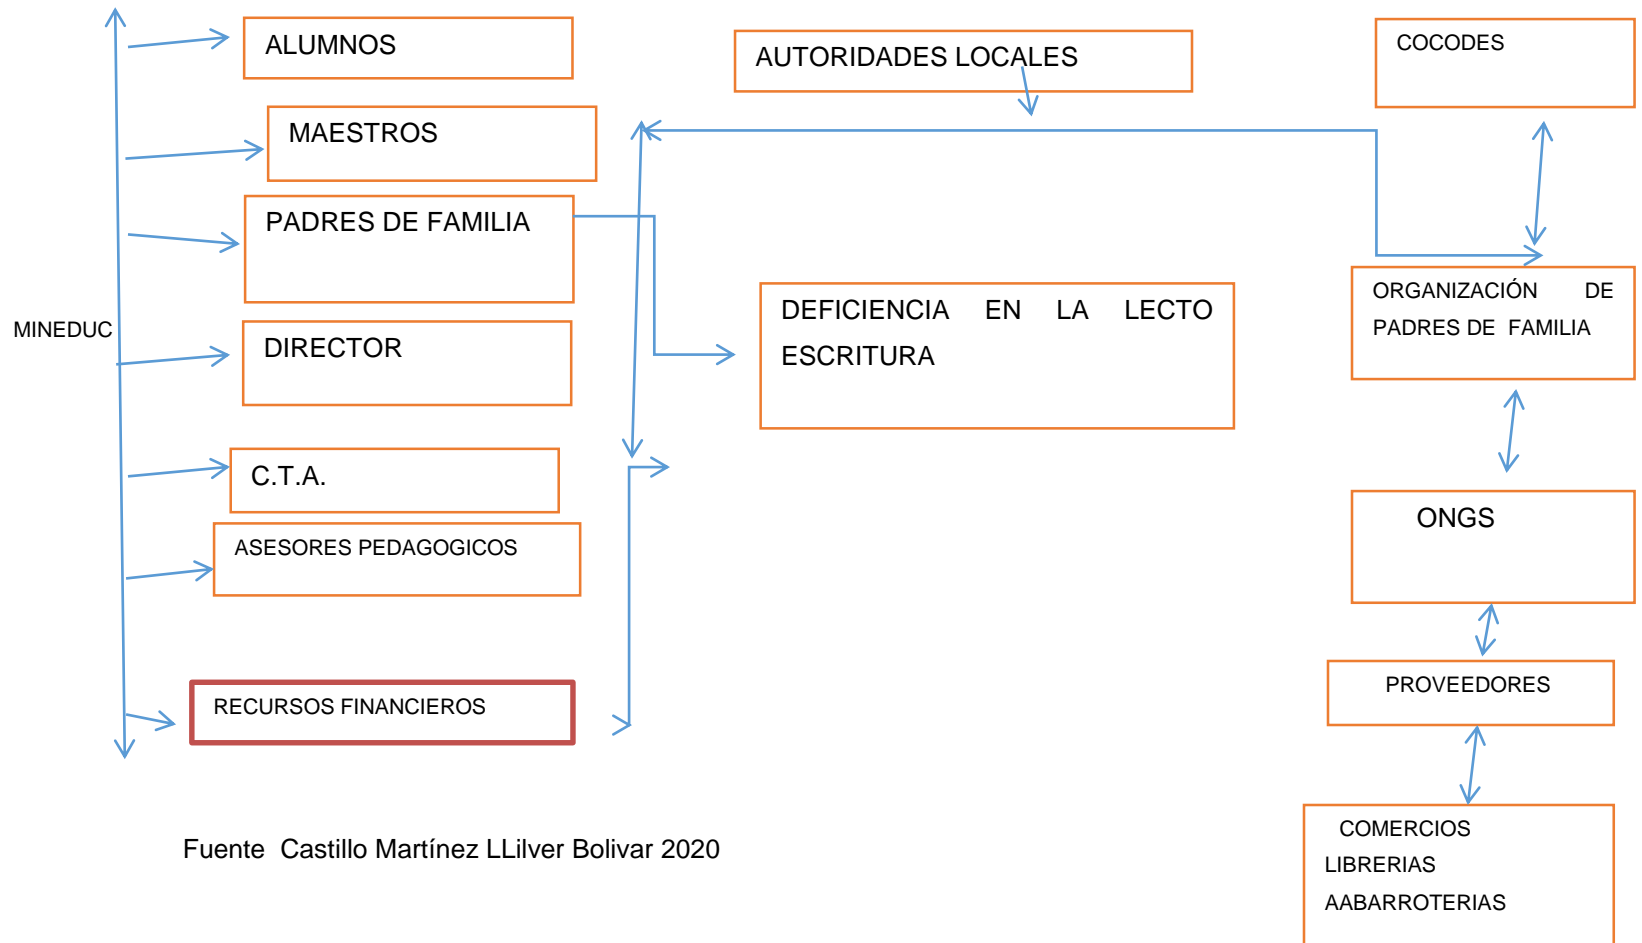 ALUMNOS
MAESTROS
PADRES DE FAMILIA
MINEDUC
DIRECTOR
C.T.A.
ASESORES PEDAGOGICOS
RECURSOS FINANCIEROS
AUTORIDADES LOCALES
DEFICIENCIA EN LA LECTO
ESCRITURA
COCODES
ORGANIZACIÓN DE
PADRES DE FAMILIA
ONGS
PROVEEDORES
COMERCIOS
LIBRERIAS
AABARROTERIAS
Fuente Castillo Martínez LLilver Bolivar 2020